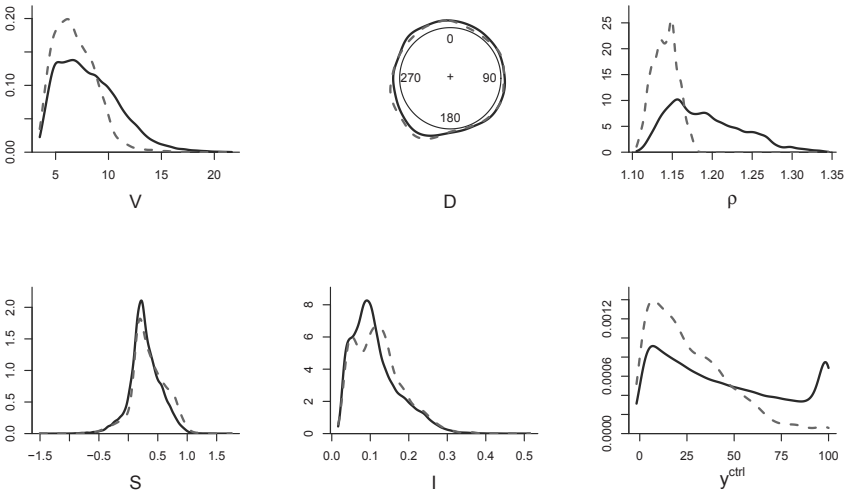 0.00 0.10 0.20
5 10 15 20
V
0
90
180
270
+
D
0 5 10 15 20 25
1.10 1.15 1.20 1.25 1.30 1.35
ρ
0.0 0.5 1.0 1.5 2.0
−1.5 −0.5 0.5 1.5
S
0 2 4 6 8
0.0 0.1 0.2 0.3 0.4 0.5
I
0.0000 0.0006 0.0012
0 25 50 75 100
y^ctrl